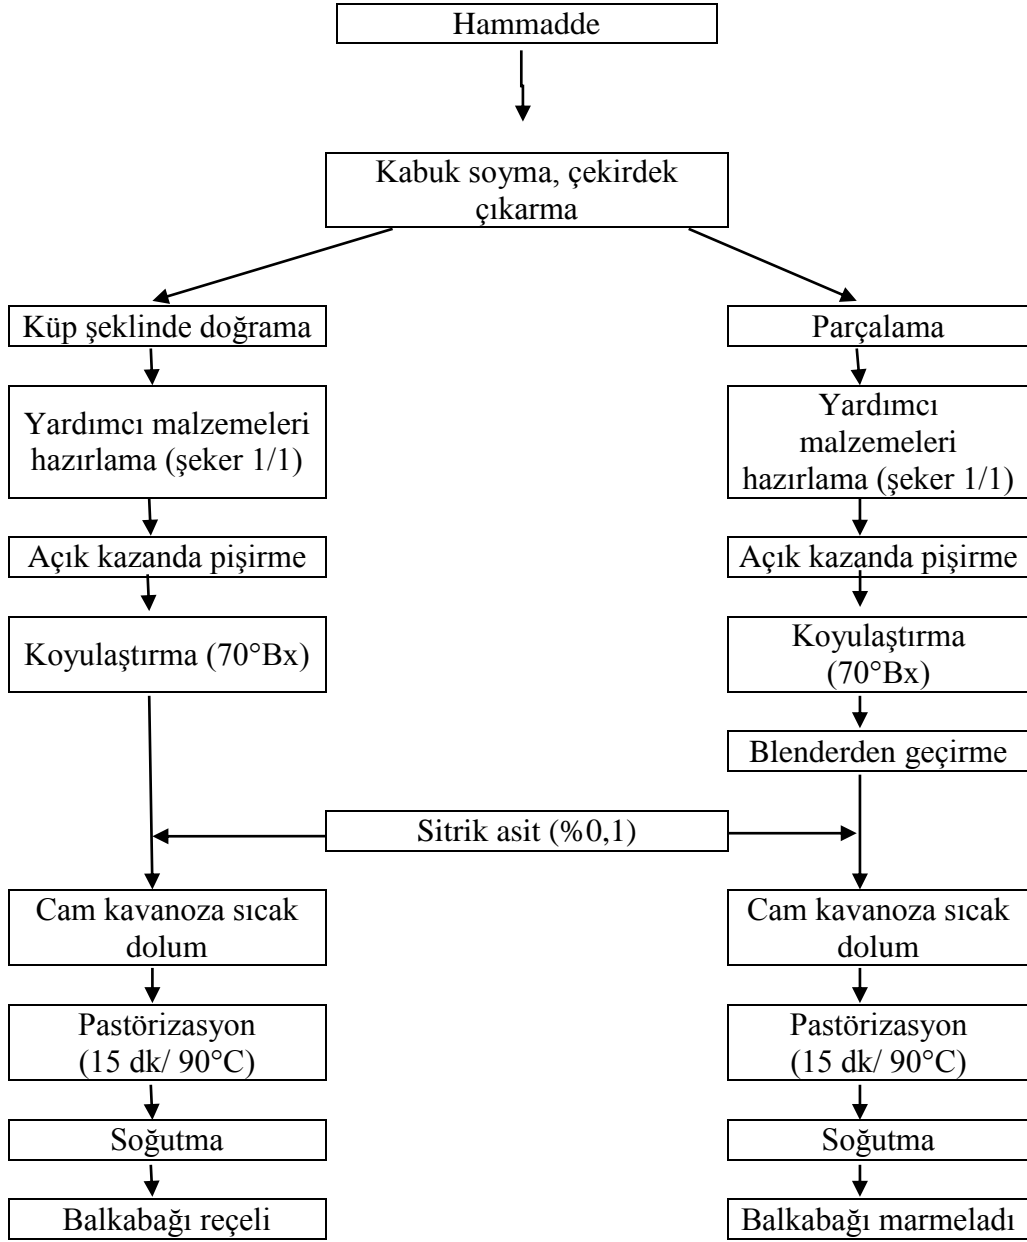 Hammadde
Kabuk soyma, çekirdek
çıkarma
Küp şeklinde doğrama
Yardımcı malzemeleri
hazırlama (şeker 1/1)
Açık kazanda pişirme
Koyulaştırma (70°Bx)
Parçalama
Yardımcı
malzemeleri
hazırlama (şeker 1/1)
Açık kazanda pişirme
Koyulaştırma
(70°Bx)
Blenderden geçirme
Sitrik asit (%0,1)
Cam kavanoza sıcak
dolum
Pastörizasyon
(15 dk/ 90°C)
Soğutma
Balkabağı reçeli
Cam kavanoza sıcak
dolum
Pastörizasyon
(15 dk/ 90°C)
Soğutma
Balkabağı marmeladı